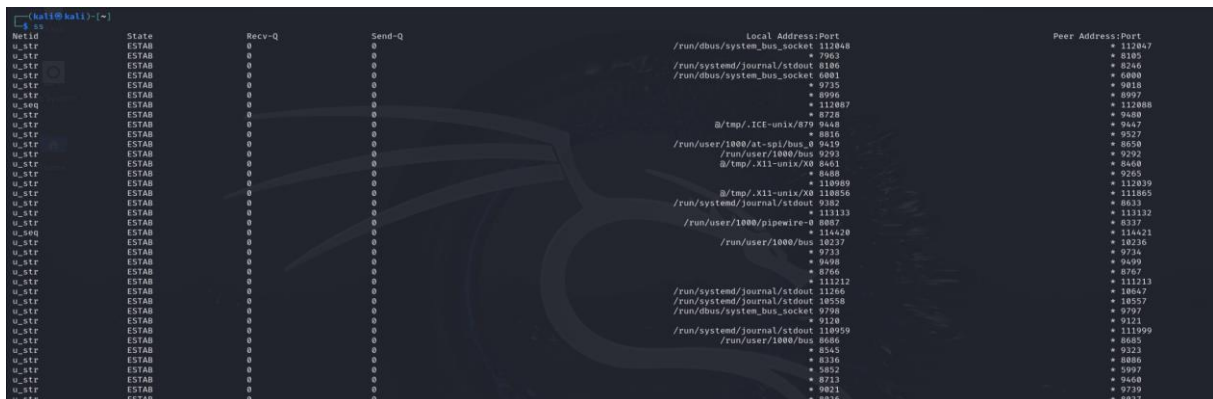 (kali㉿kali)-[~]
$ ss
Netid State Recv-Q Send-Q Local Address:Port Peer Address:Port
u_str ESTAB 0 0 /run/dbus/system_bus_socket 112048 * 112047
u_str ESTAB 0 0 * 7963 * 8105
u_str ESTAB 0 0 /run/systemd/journal/stdout 8106 * 8246
u_str ESTAB 0 0 /run/dbus/system_bus_socket 6001 * 6000
u_str ESTAB 0 0 * 9735 * 9018
u_str ESTAB 0 0 * 8996 * 8997
u_seq ESTAB 0 0 * 112087 * 112088
u_str ESTAB 0 0 * 8728 * 9480
u_str ESTAB 0 0 @/tmp/.ICE-unix/879 9448 * 9447
u_str ESTAB 0 0 * 8816 * 9527
u_str ESTAB 0 0 /run/user/1000/at-spi/bus_0 9419 * 8650
u_str ESTAB 0 0 /run/user/1000/bus 9293 * 9292
u_str ESTAB 0 0 @/tmp/.X11-unix/X0 8461 * 8460
u_str ESTAB 0 0 * 8488 * 9265
u_str ESTAB 0 0 * 110989 * 112039
u_str ESTAB 0 0 @/tmp/.X11-unix/X0 110856 * 111865
u_str ESTAB 0 0 /run/systemd/journal/stdout 9382 * 8633
u_str ESTAB 0 0 * 113133 * 113132
u_str ESTAB 0 0 /run/user/1000/pipewire-0 8087 * 8337
u_seq ESTAB 0 0 * 114420 * 114421
u_str ESTAB 0 0 /run/user/1000/bus 10237 * 10236
u_str ESTAB 0 0 * 9733 * 9734
u_str ESTAB 0 0 * 9498 * 9499
u_str ESTAB 0 0 * 8766 * 8767
u_str ESTAB 0 0 * 111212 * 111213
u_str ESTAB 0 0 /run/systemd/journal/stdout 11266 * 10647
u_str ESTAB 0 0 /run/systemd/journal/stdout 10558 * 10557
u_str ESTAB 0 0 /run/dbus/system_bus_socket 9798 * 9797
u_str ESTAB 0 0 * 9120 * 9121
u_str ESTAB 0 0 /run/systemd/journal/stdout 110959 * 111999
u_str ESTAB 0 0 /run/user/1000/bus 8686 * 8685
u_str ESTAB 0 0 * 8545 * 9323
u_str ESTAB 0 0 * 8336 * 8086
u_str ESTAB 0 0 * 5852 * 5997
u_str ESTAB 0 0 * 8713 * 9460
u_str ESTAB 0 0 * 9021 * 9739